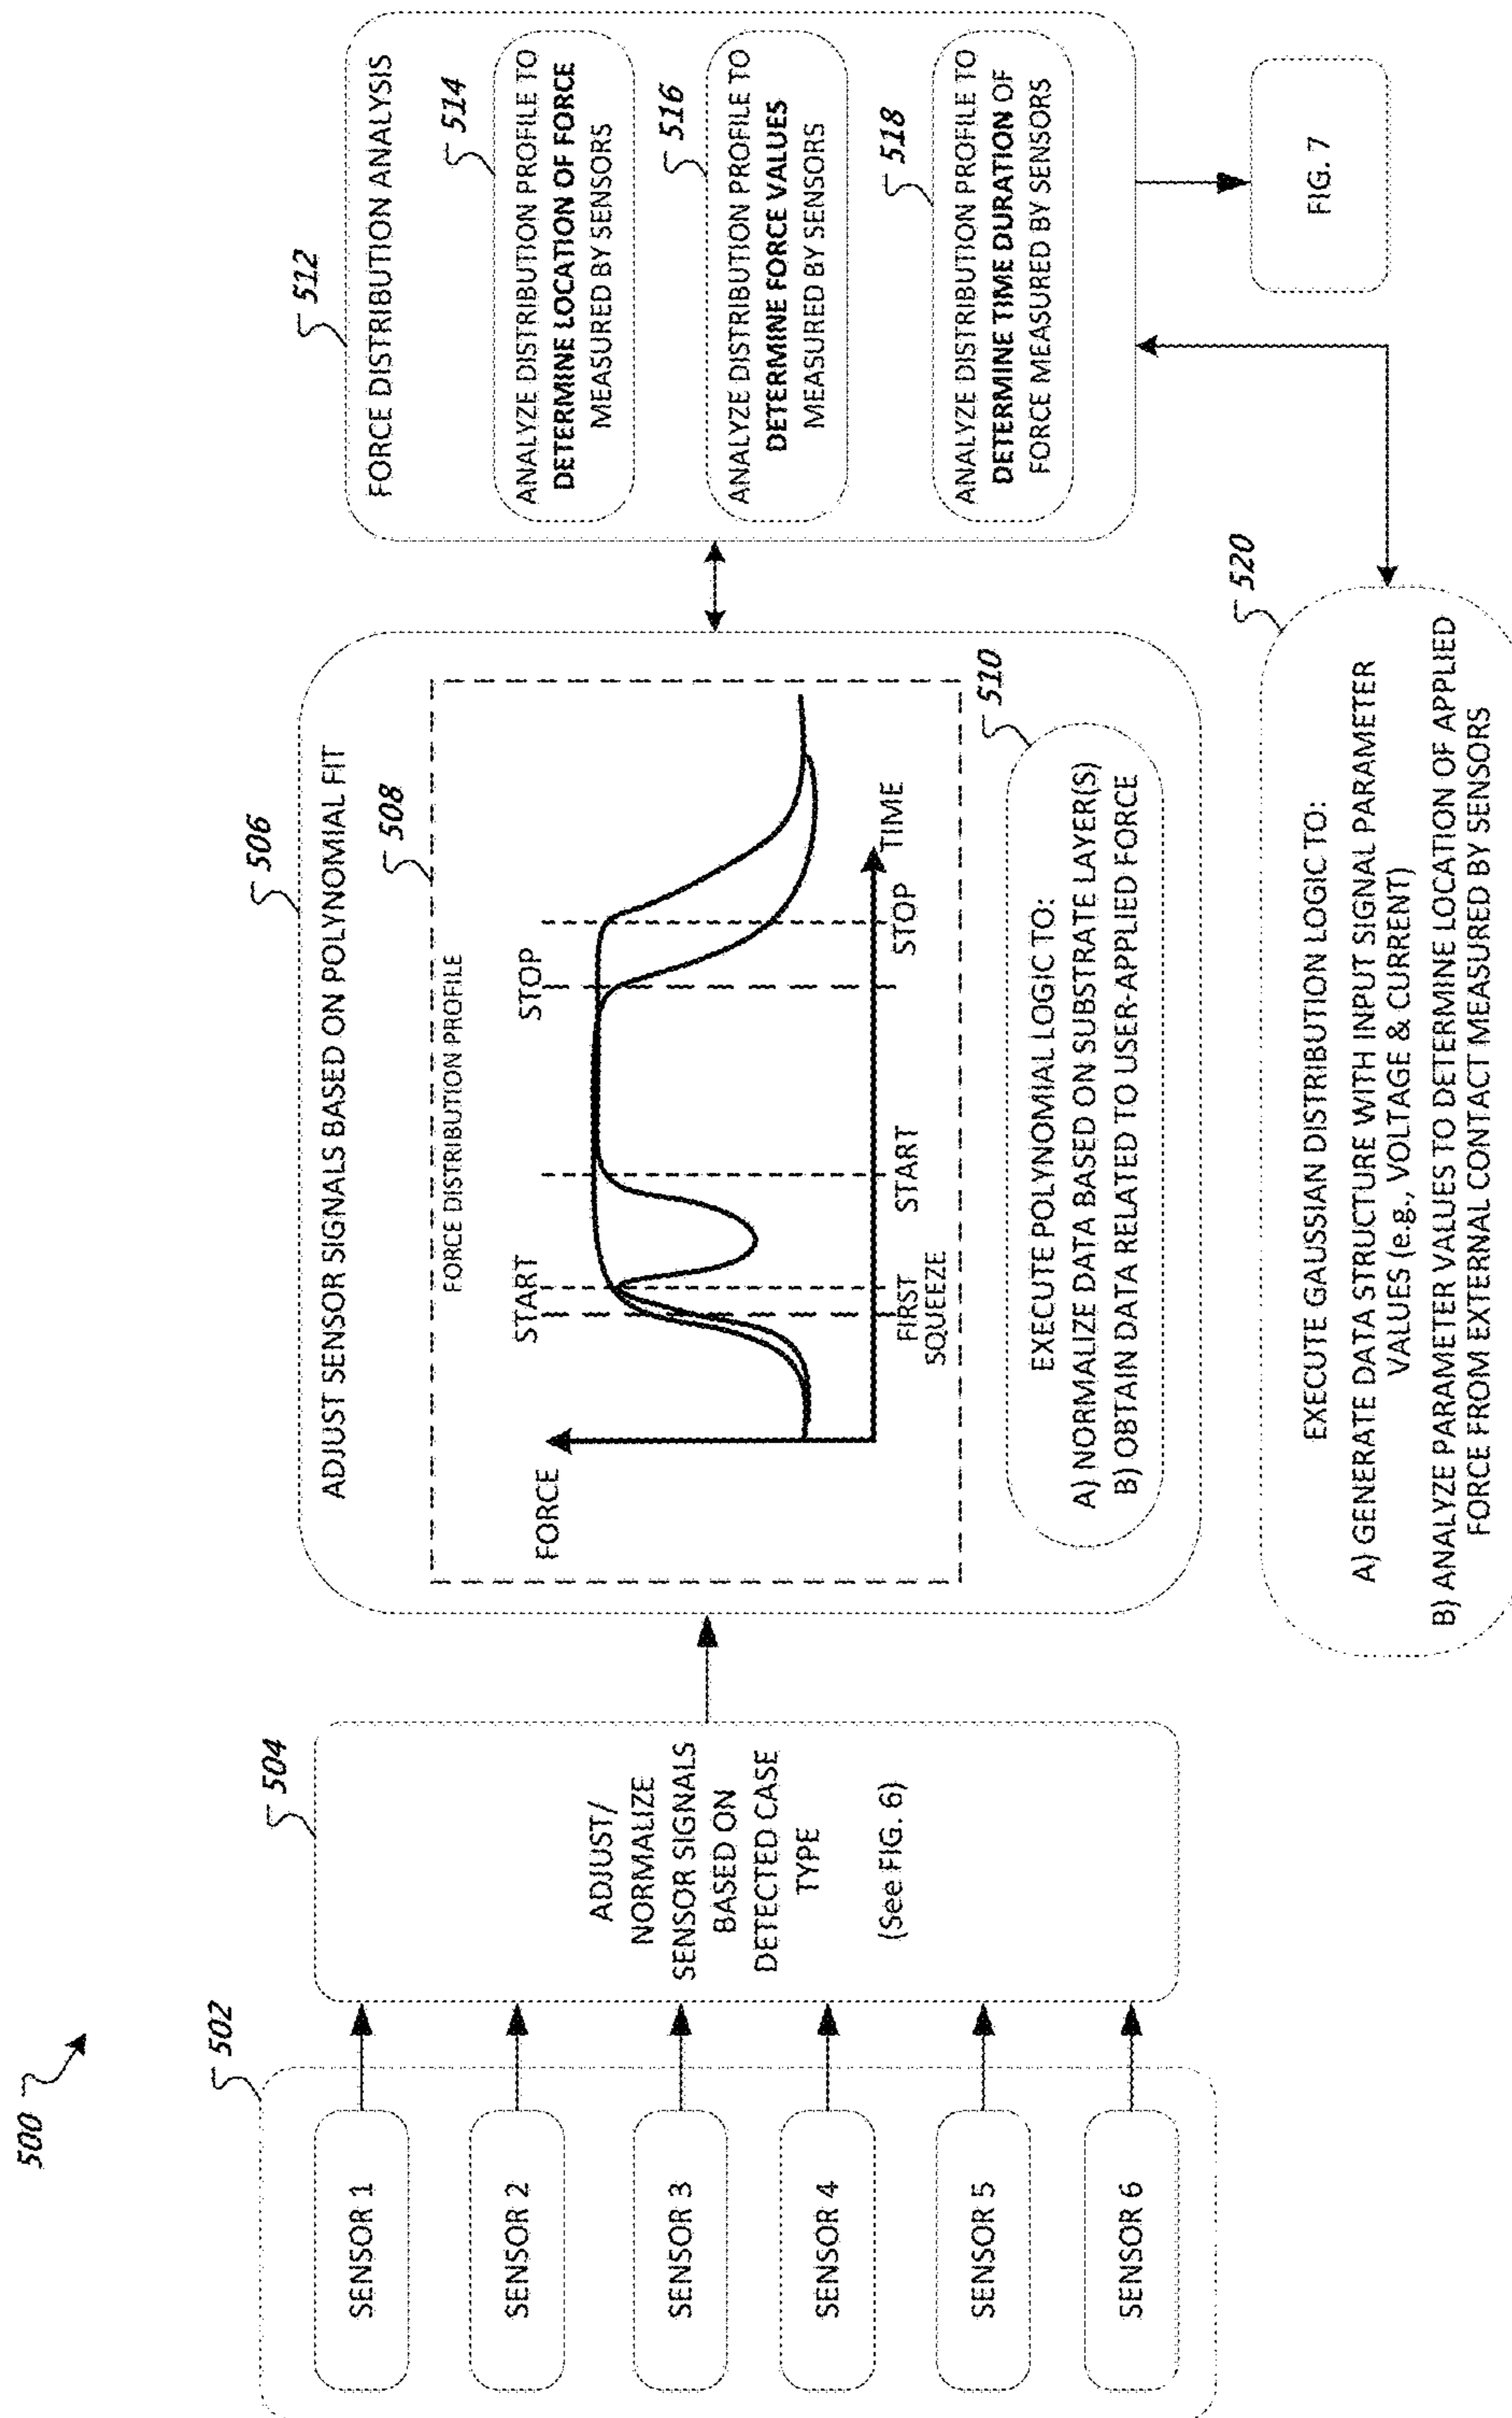 500
502
SENSOR 1
SENSOR 2
SENSOR 3
SENSOR 4
SENSOR 5
SENSOR 6
504
ADJUST/
NORMALIZE
SENSOR SIGNALS
BASED ON
DETECTED CASE
TYPE
(See FIG. 6)
506
ADJUST SENSOR SIGNALS BASED ON POLYNOMIAL FIT
508
FORCE DISTRIBUTION PROFILE
FORCE
START
STOP
FIRST
SQUEEZE
START
STOP
TIME
510
EXECUTE POLYNOMIAL LOGIC TO:
A) NORMALIZE DATA BASED ON SUBSTRATE LAYER(S)
B) OBTAIN DATA RELATED TO USER-APPLIED FORCE
512
FORCE DISTRIBUTION ANALYSIS
514
ANALYZE DISTRIBUTION PROFILE TO
DETERMINE LOCATION OF FORCE
MEASURED BY SENSORS
516
ANALYZE DISTRIBUTION PROFILE TO
DETERMINE FORCE VALUES
MEASURED BY SENSORS
518
ANALYZE DISTRIBUTION PROFILE TO
DETERMINE TIME DURATION OF
FORCE MEASURED BY SENSORS
520
EXECUTE GAUSSIAN DISTRIBUTION LOGIC TO:
A) GENERATE DATA STRUCTURE WITH INPUT SIGNAL PARAMETER
VALUES (e.g., VOLTAGE & CURRENT)
B) ANALYZE PARAMETER VALUES TO DETERMINE LOCATION OF APPLIED
FORCE FROM EXTERNAL CONTACT MEASURED BY SENSORS
FIG. 7